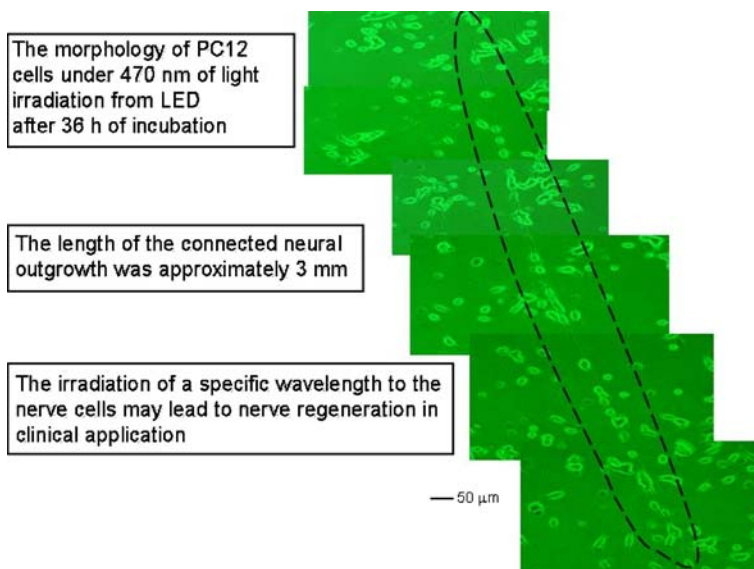 The morphology of PC12
cells under 470 nm of light
irradiation from LED
after 36 h of incubation
The length of the connected neural
outgrowth was approximately 3 mm
The irradiation of a specific wavelength to the
nerve cells may lead to nerve regeneration in
clinical application
50 μm